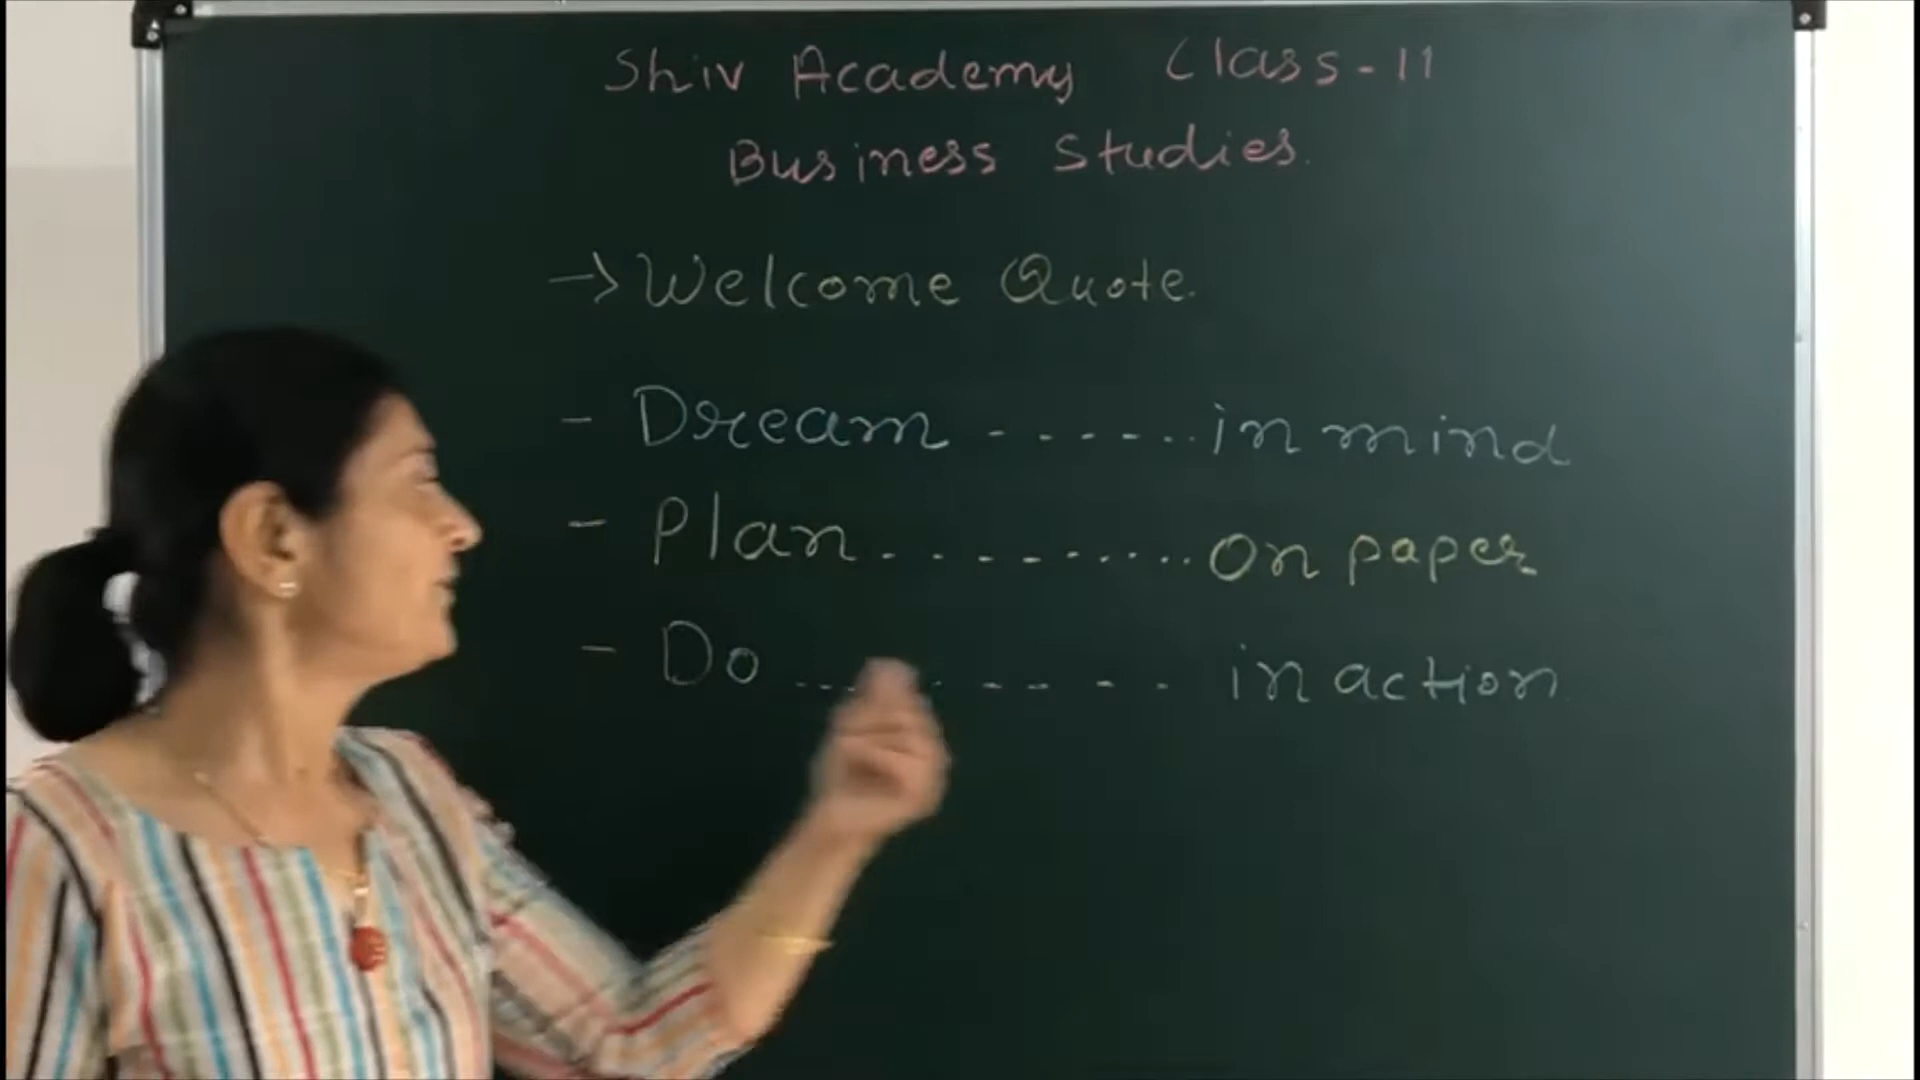 Shiv Academy Class-11
Business Studies.
→ Welcome Quote.
- Dream - - - - - - . . in mind
- Plan . . . . - - - . . . . On paper
- Do . . . . . - - - - - in action.